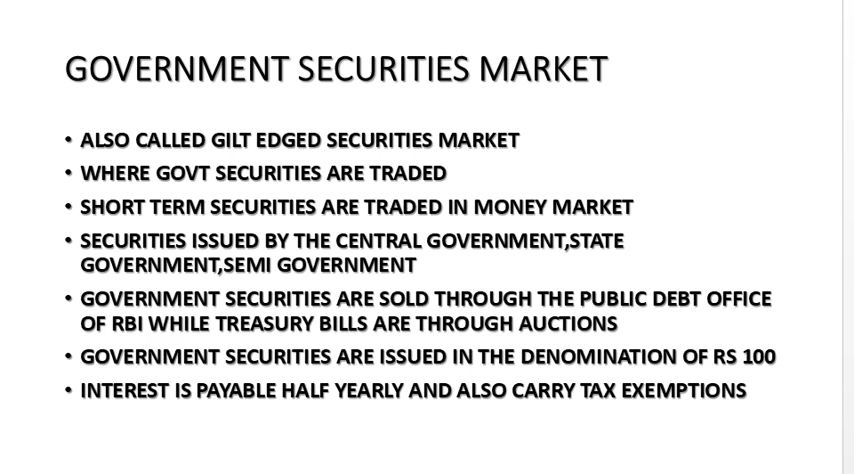 GOVERNMENT SECURITIES MARKET
• ALSO CALLED GILT EDGED SECURITIES MARKET
• WHERE GOVT SECURITIES ARE TRADED
• SHORT TERM SECURITIES ARE TRADED IN MONEY MARKET
• SECURITIES ISSUED BY THE CENTRAL GOVERNMENT,STATE
GOVERNMENT,SEMI GOVERNMENT
• GOVERNMENT SECURITIES ARE SOLD THROUGH THE PUBLIC DEBT OFFICE
OF RBI WHILE TREASURY BILLS ARE THROUGH AUCTIONS
• GOVERNMENT SECURITIES ARE ISSUED IN THE DENOMINATION OF RS 100
• INTEREST IS PAYABLE HALF YEARLY AND ALSO CARRY TAX EXEMPTIONS